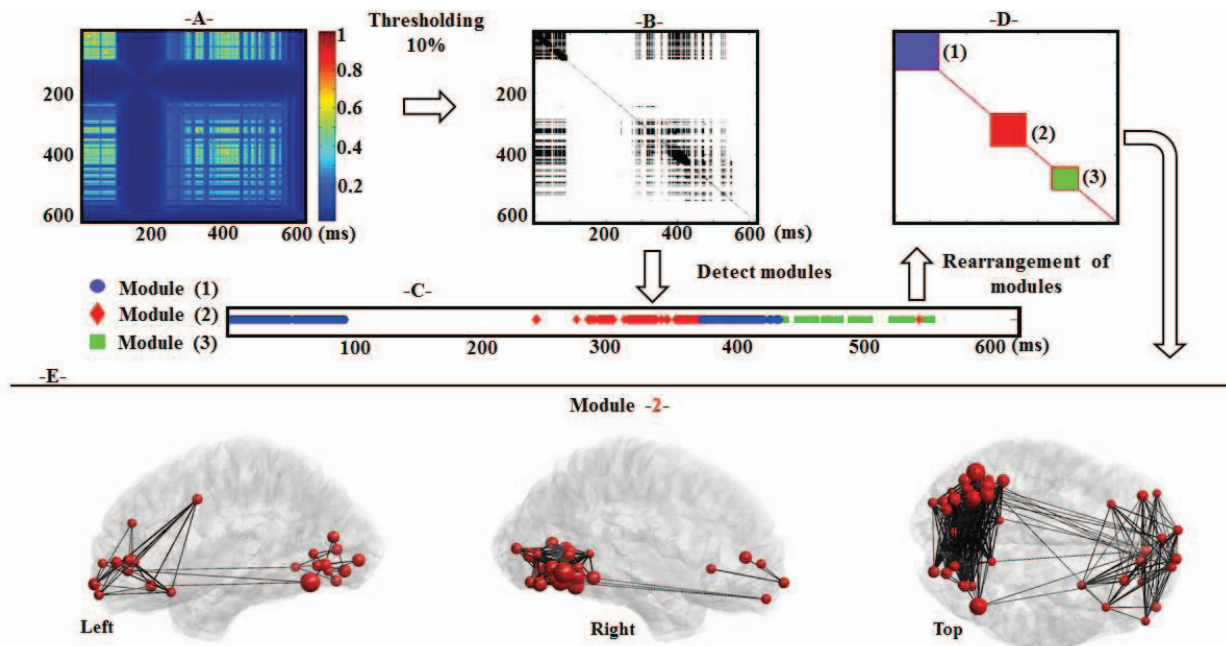 -A-
Thresholding
10%
-B-
-D-
1
0.8
0.6
0.4
0.2
200
400
600
200 400 600 (ms)
200
400
600
200 400 600 (ms)
(1)
(2)
(3)
Detect modules
Rearrangement of
modules
-C-
Module (1)
Module (2)
Module (3)
100 200 300 400 500 600 (ms)
-E-
Module -2-
Left
Right
Top